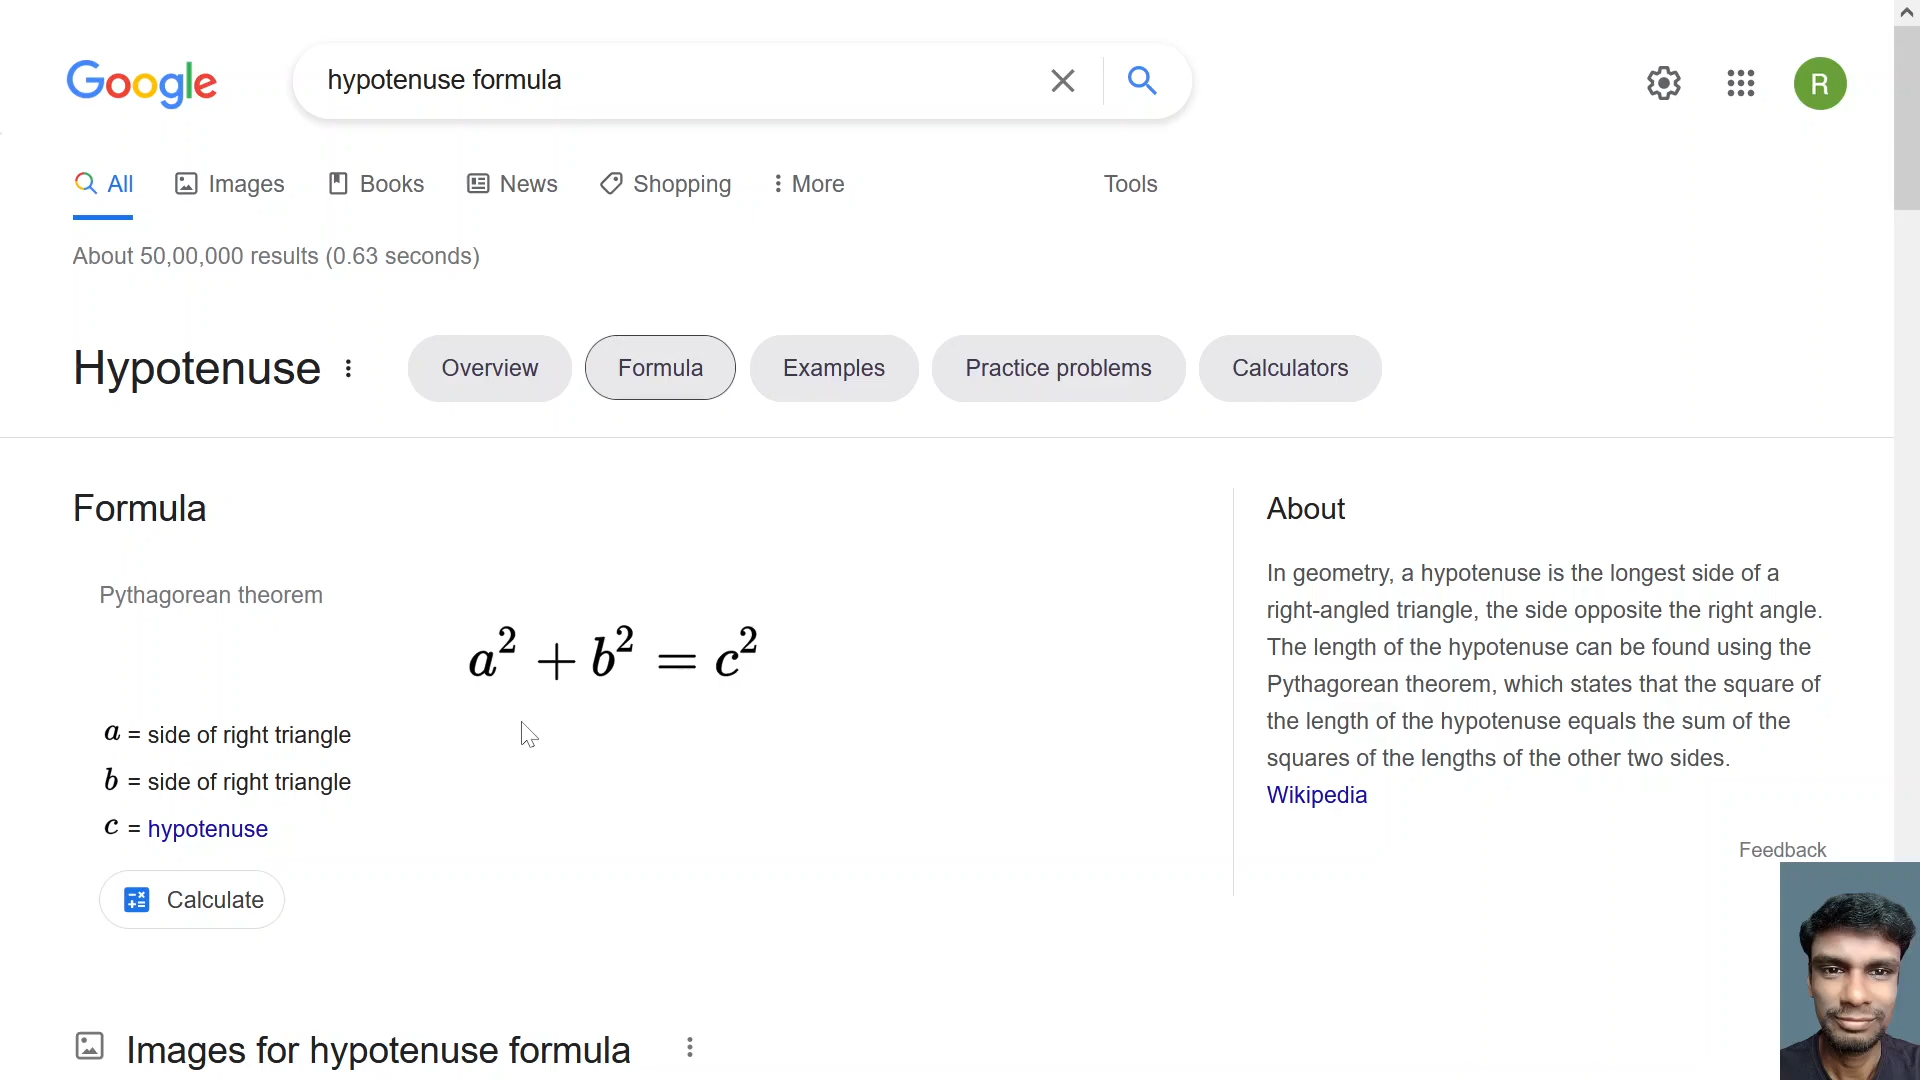 Google
hypotenuse formula
R
All Images Books News Shopping More Tools
About 50,00,000 results (0.63 seconds)
Hypotenuse Overview Formula Examples Practice problems Calculators
Formula
Pythagorean theorem
a² + b² = c²
a = side of right triangle
b = side of right triangle
c = hypotenuse
Calculate
About
In geometry, a hypotenuse is the longest side of a
right-angled triangle, the side opposite the right angle.
The length of the hypotenuse can be found using the
Pythagorean theorem, which states that the square of
the length of the hypotenuse equals the sum of the
squares of the lengths of the other two sides.
Wikipedia
Feedback
Images for hypotenuse formula